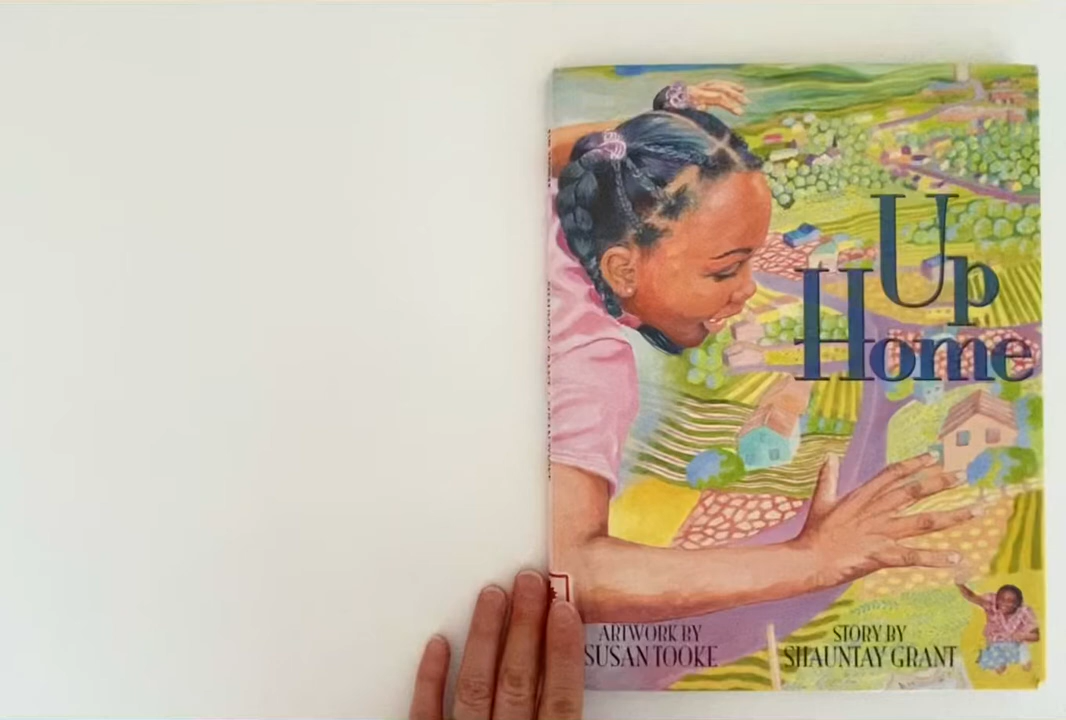 Up
Home
ARTWORK BY
SUSAN TOOKE
STORY BY
SHAUNTAY GRANT